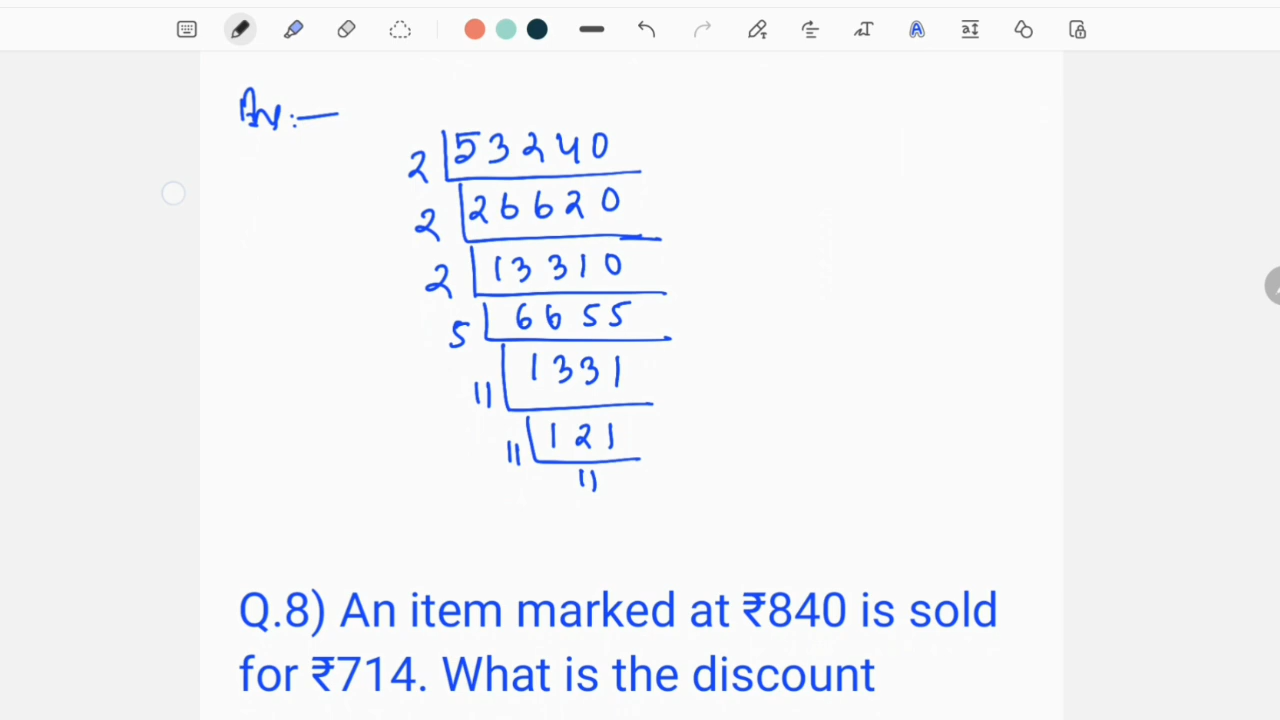 Ans:—
2 53240
2 26620
2 13310
5 6655
11 1331
11 121
11
Q.8) An item marked at ₹840 is sold
for ₹714. What is the discount